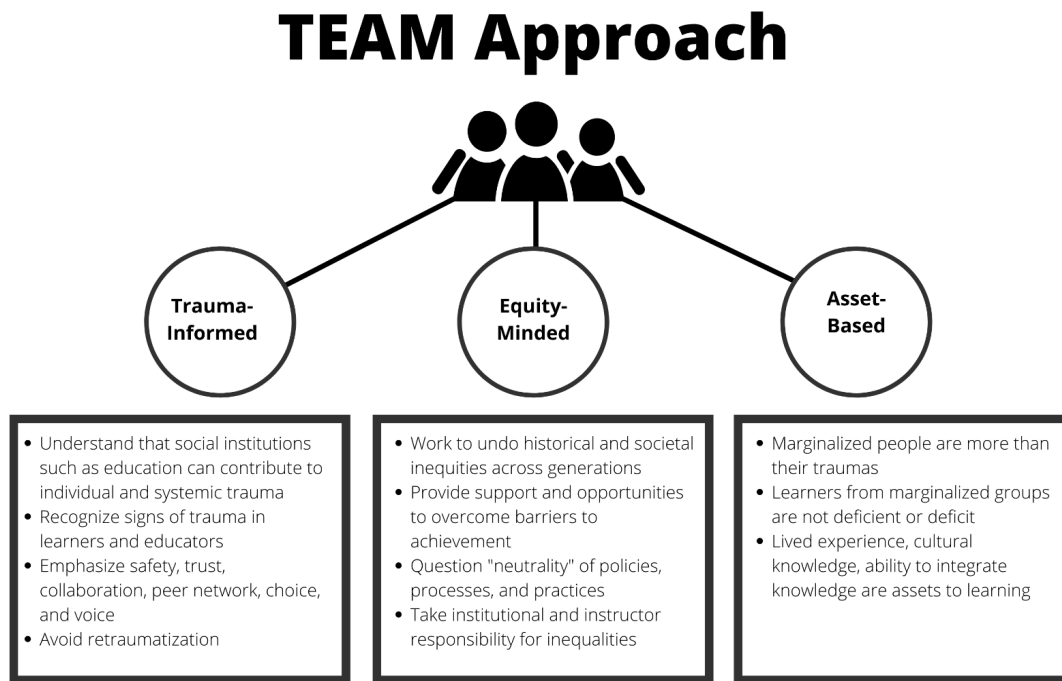 TEAM Approach
Trauma-
Informed
Equity-
Minded
Asset-
Based
• Understand that social institutions
such as education can contribute to
individual and systemic trauma
• Recognize signs of trauma in
learners and educators
• Emphasize safety, trust,
collaboration, peer network, choice,
and voice
• Avoid retraumatization
• Work to undo historical and societal
inequities across generations
• Provide support and opportunities
to overcome barriers to
achievement
• Question "neutrality" of policies,
processes, and practices
• Take institutional and instructor
responsibility for inequalities
• Marginalized people are more than
their traumas
• Learners from marginalized groups
are not deficient or deficit
• Lived experience, cultural
knowledge, ability to integrate
knowledge are assets to learning